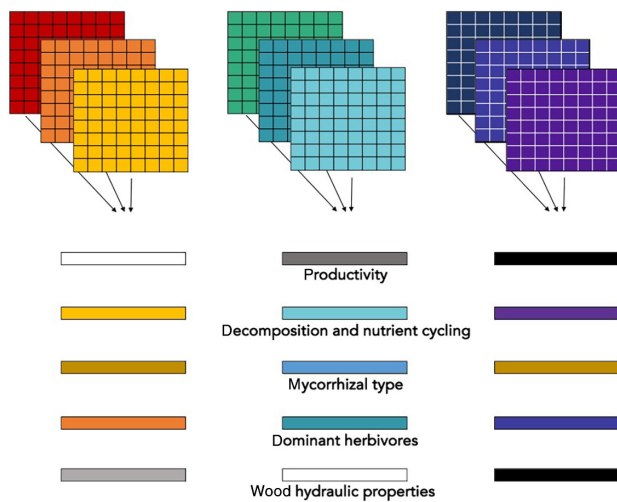 Productivity
Decomposition and nutrient cycling
Mycorrhizal type
Dominant herbivores
Wood hydraulic properties